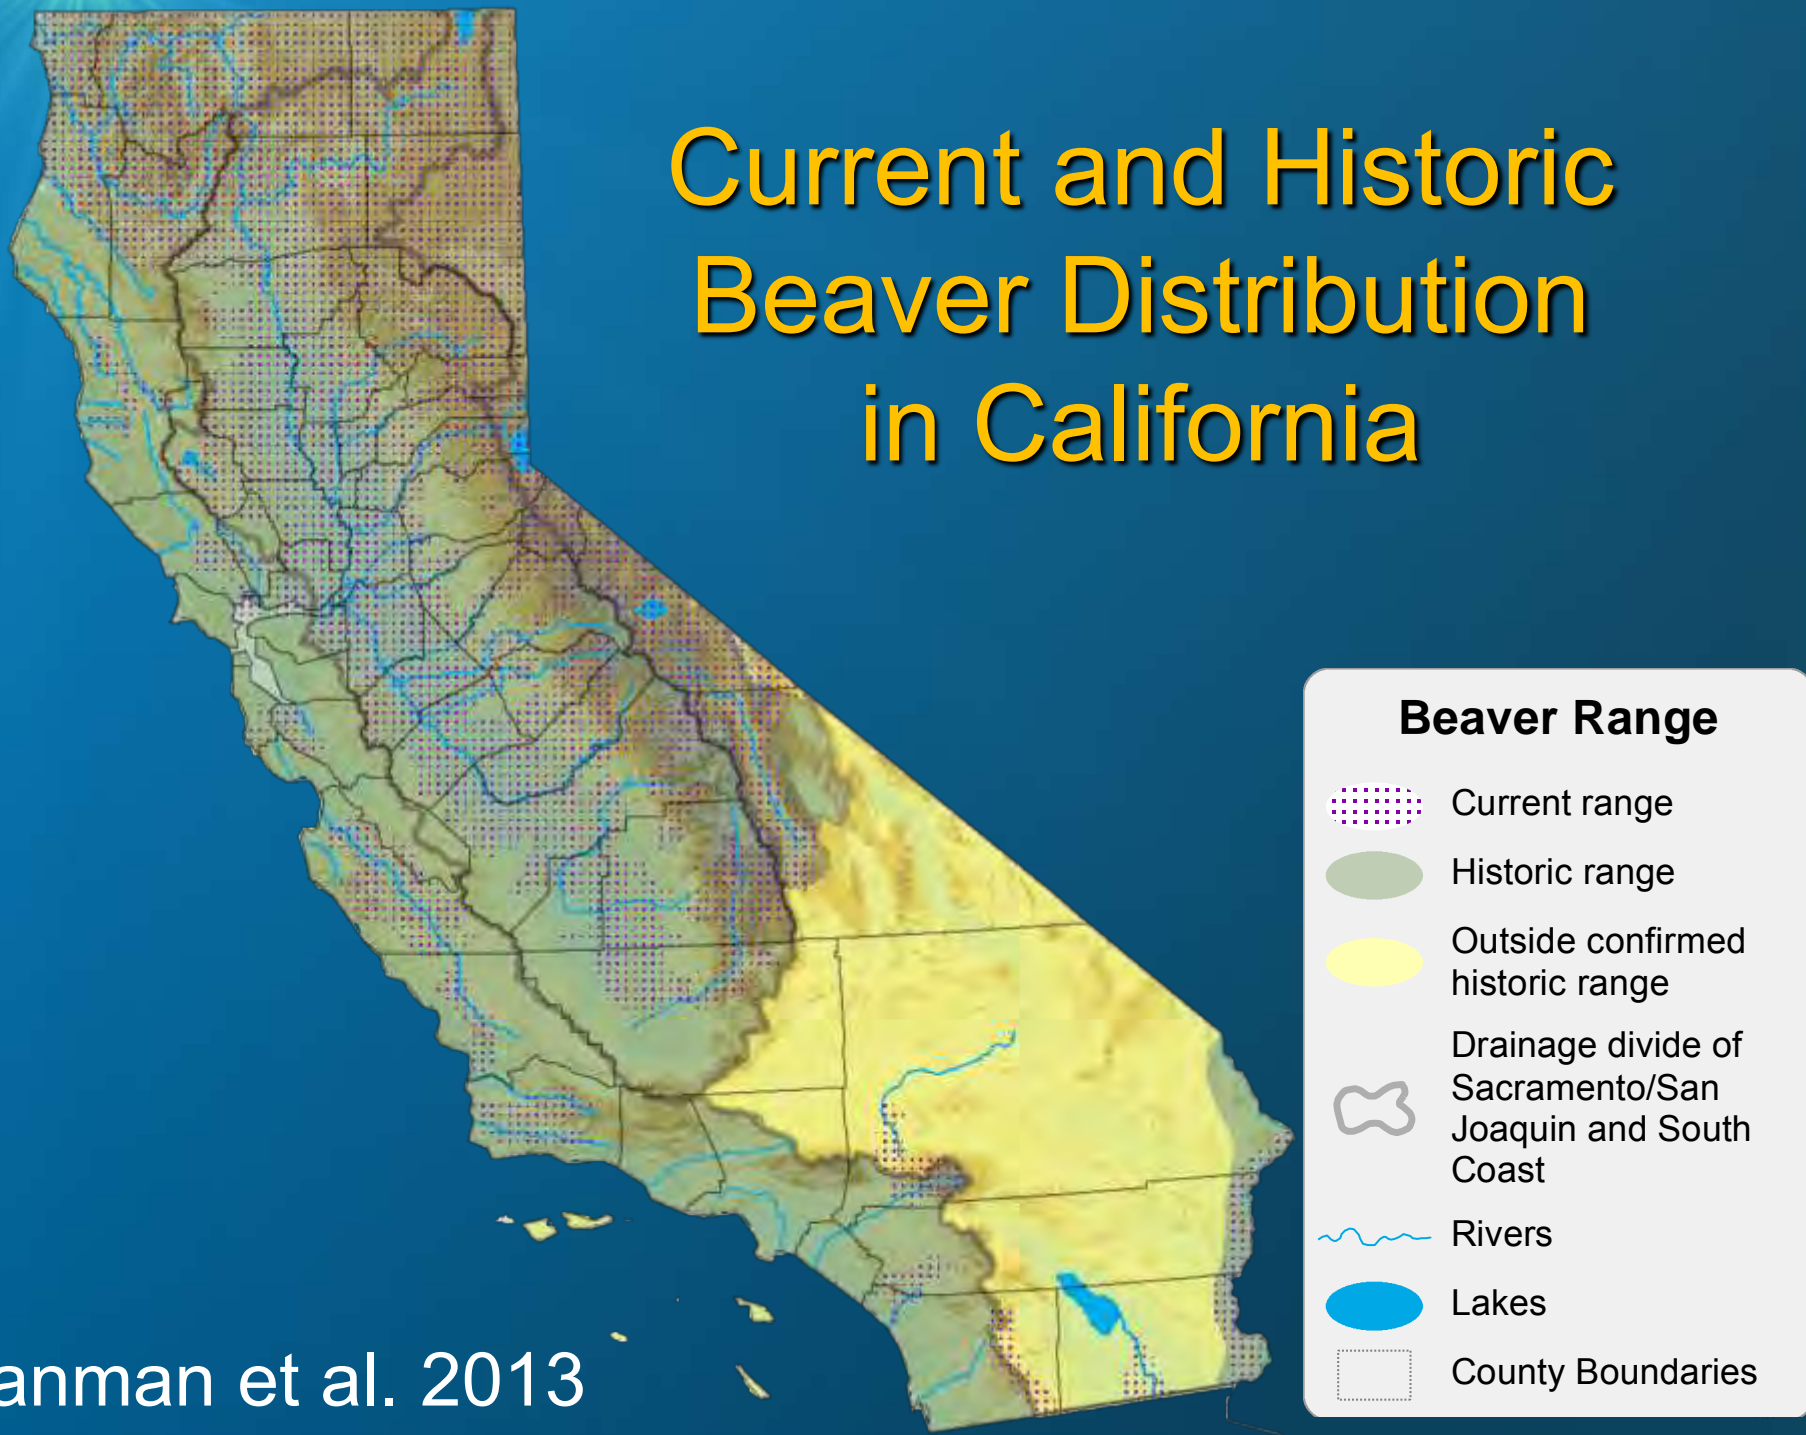 Current and Historic
Beaver Distribution
in California
Beaver Range
Current range
Historic range
Outside confirmed
historic range
Drainage divide of
Sacramento/San
Joaquin and South
Coast
Rivers
Lakes
County Boundaries
anman et al. 2013